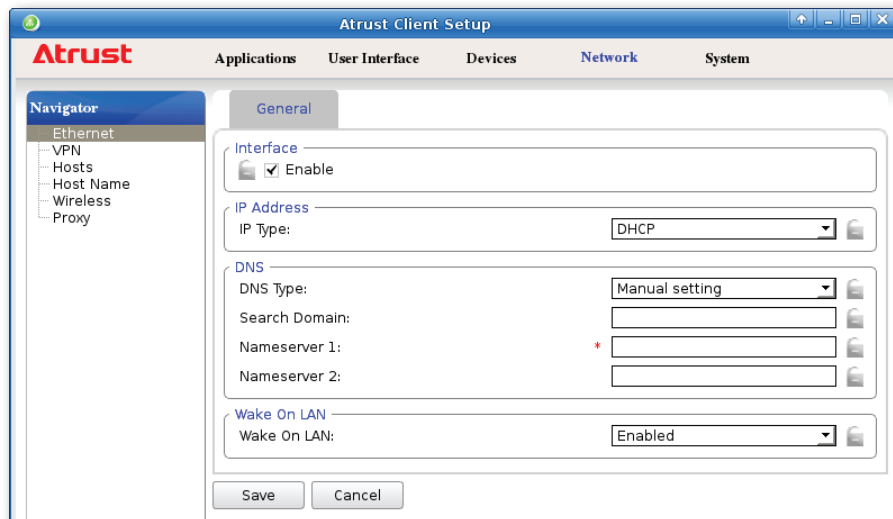 Atrust Client Setup
Atrust Applications User Interface Devices Network System
Navigator
Ethernet
VPN
Hosts
Host Name
Wireless
Proxy
General
Interface
Enable
IP Address
IP Type: DHCP
DNS
DNS Type: Manual setting
Search Domain:
Nameserver 1: *
Nameserver 2:
Wake On LAN
Wake On LAN: Enabled
Save Cancel